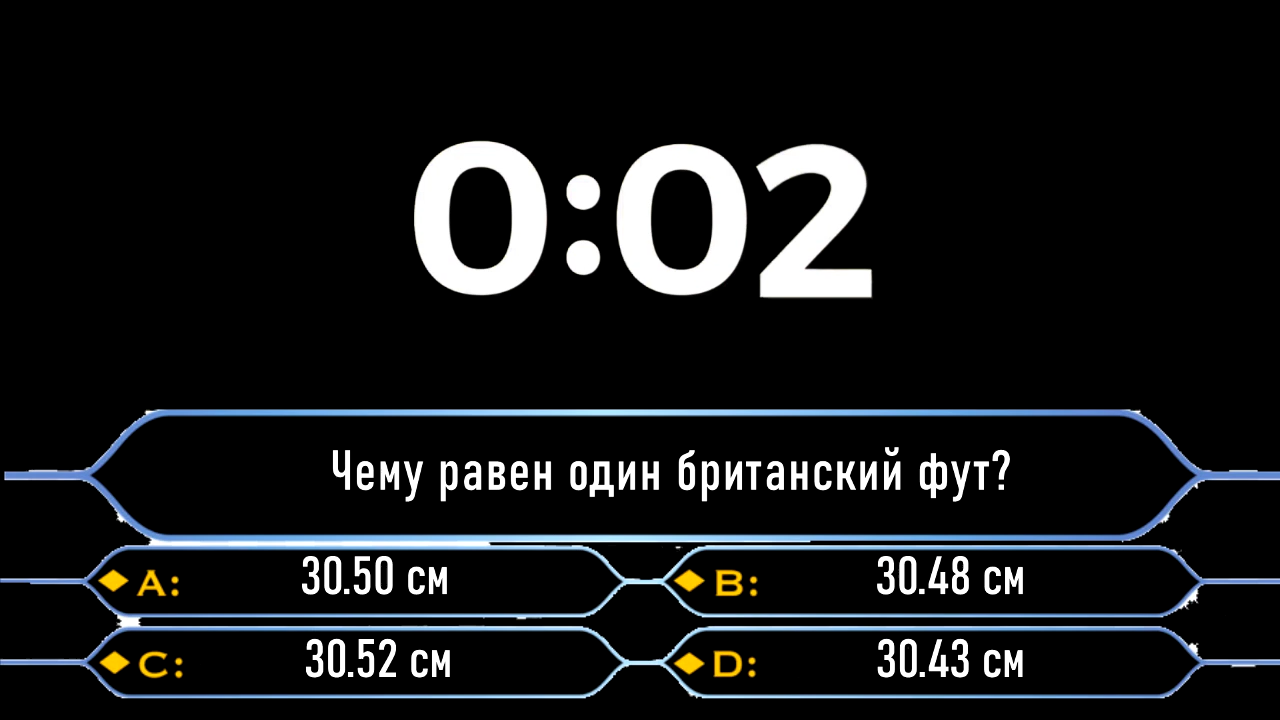 0:02
Чему равен один британский фут?
A: 30.50 см
B: 30.48 см
C: 30.52 см
D: 30.43 см